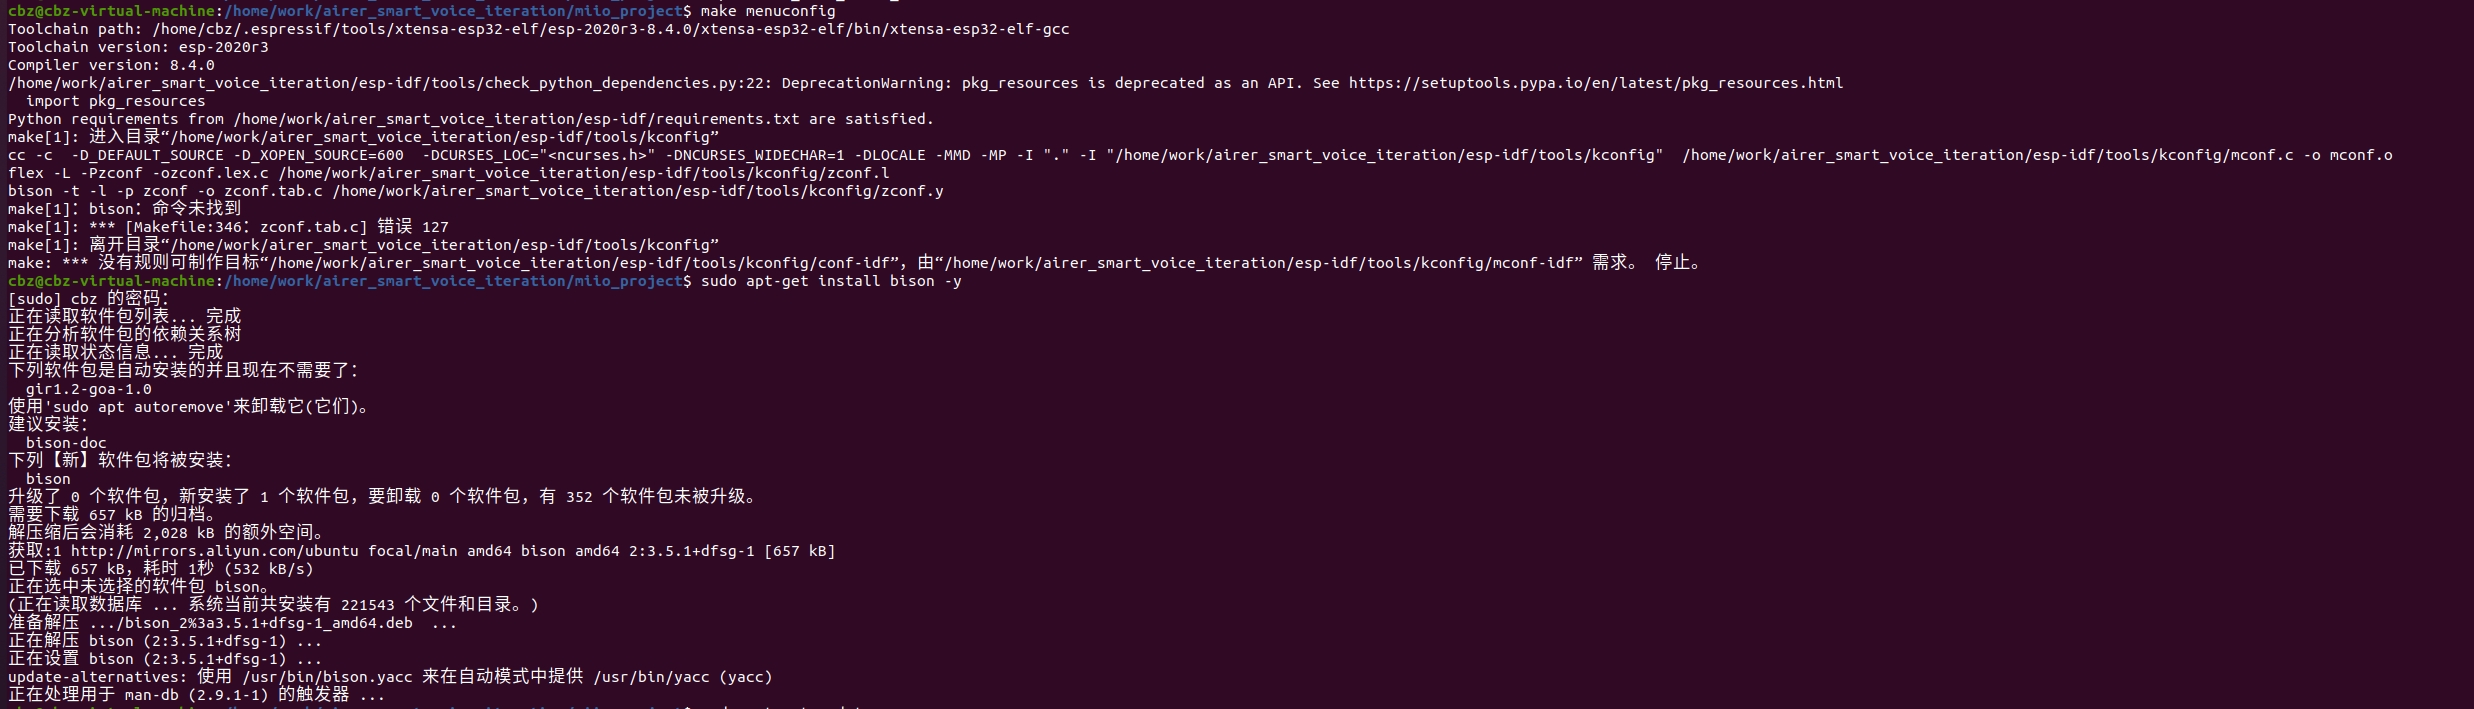 cbz@cbz-virtual-machine:/home/work/airer_smart_voice_iteration/miio_project$ make menuconfig
Toolchain path: /home/cbz/.espressif/tools/xtensa-esp32-elf/esp-2020r3-8.4.0/xtensa-esp32-elf/bin/xtensa-esp32-elf-gcc
Toolchain version: esp-2020r3
Compiler version: 8.4.0
/home/work/airer_smart_voice_iteration/esp-idf/tools/check_python_dependencies.py:22: DeprecationWarning: pkg_resources is deprecated as an API. See https://setuptools.pypa.io/en/latest/pkg_resources.html
  import pkg_resources
Python requirements from /home/work/airer_smart_voice_iteration/esp-idf/requirements.txt are satisfied.
make[1]: 进入目录“/home/work/airer_smart_voice_iteration/esp-idf/tools/kconfig”
cc -c  -D_DEFAULT_SOURCE -D_XOPEN_SOURCE=600  -DCURSES_LOC="<ncurses.h>" -DNCURSES_WIDECHAR=1 -DLOCALE -MMD -MP -I "." -I "/home/work/airer_smart_voice_iteration/esp-idf/tools/kconfig"  /home/work/airer_smart_voice_iteration/esp-idf/tools/kconfig/mconf.c -o mconf.o
flex -L -Pzconf -ozconf.lex.c /home/work/airer_smart_voice_iteration/esp-idf/tools/kconfig/zconf.l
bison -t -l -p zconf -o zconf.tab.c /home/work/airer_smart_voice_iteration/esp-idf/tools/kconfig/zconf.y
make[1]：bison：命令未找到
make[1]: *** [Makefile:346：zconf.tab.c] 错误 127
make[1]: 离开目录“/home/work/airer_smart_voice_iteration/esp-idf/tools/kconfig”
make: *** 没有规则可制作目标“/home/work/airer_smart_voice_iteration/esp-idf/tools/kconfig/conf-idf”，由“/home/work/airer_smart_voice_iteration/esp-idf/tools/kconfig/mconf-idf” 需求。 停止。
cbz@cbz-virtual-machine:/home/work/airer_smart_voice_iteration/miio_project$ sudo apt-get install bison -y
[sudo] cbz 的密码：
正在读取软件包列表... 完成
正在分析软件包的依赖关系树
正在读取状态信息... 完成
下列软件包是自动安装的并且现在不需要了：
  gir1.2-goa-1.0
使用'sudo apt autoremove'来卸载它(它们)。
建议安装：
  bison-doc
下列【新】软件包将被安装：
  bison
升级了 0 个软件包，新安装了 1 个软件包，要卸载 0 个软件包，有 352 个软件包未被升级。
需要下载 657 kB 的归档。
解压缩后会消耗 2,028 kB 的额外空间。
获取:1 http://mirrors.aliyun.com/ubuntu focal/main amd64 bison amd64 2:3.5.1+dfsg-1 [657 kB]
已下载 657 kB，耗时 1秒 (532 kB/s)
正在选中未选择的软件包 bison。
(正在读取数据库 ... 系统当前共安装有 221543 个文件和目录。)
准备解压 .../bison_2%3a3.5.1+dfsg-1_amd64.deb  ...
正在解压 bison (2:3.5.1+dfsg-1) ...
正在设置 bison (2:3.5.1+dfsg-1) ...
update-alternatives: 使用 /usr/bin/bison.yacc 来在自动模式中提供 /usr/bin/yacc (yacc)
正在处理用于 man-db (2.9.1-1) 的触发器 ...